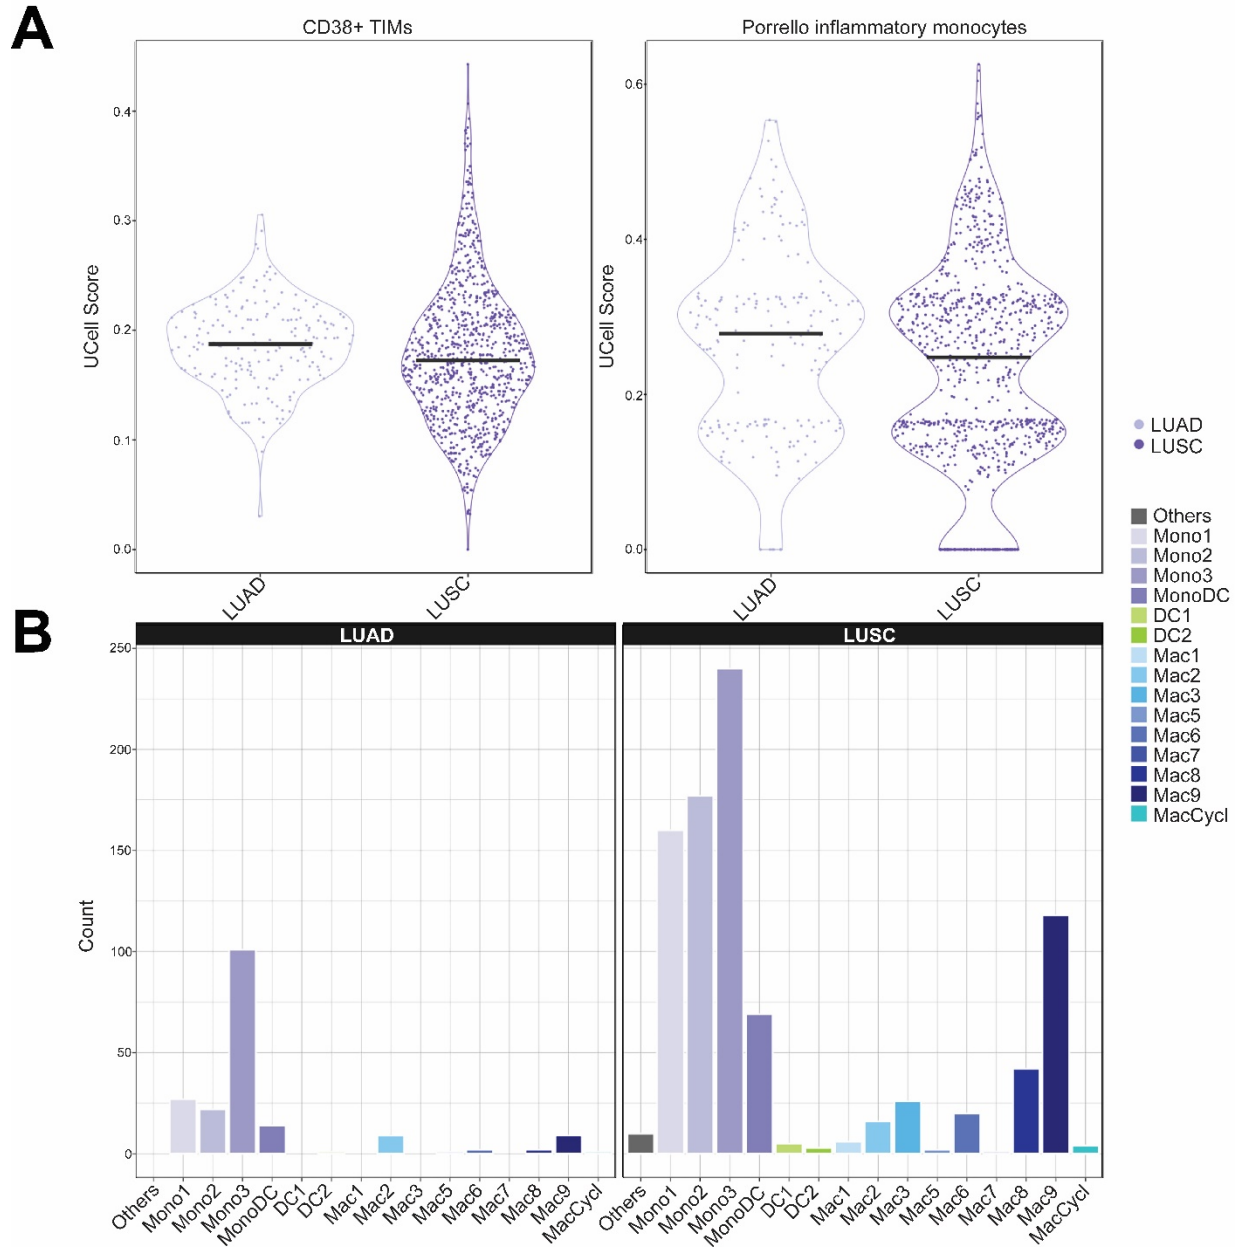 A
CD38+ TIMs
Porrello inflammatory monocytes
UCell Score
0.4
0.3
0.2
0.1
0.0
LUAD
LUSC
UCell Score
0.6
0.4
0.2
0.0
LUAD
LUSC
LUAD
LUSC
Others
Mono1
Mono2
Mono3
MonoDC
DC1
DC2
Mac1
Mac2
Mac3
Mac5
Mac6
Mac7
Mac8
Mac9
MacCycl
B
LUAD
LUSC
Count
250
200
150
100
50
0
Others
Mono1
Mono2
Mono3
MonoDC
DC1
DC2
Mac1
Mac2
Mac3
Mac5
Mac6
Mac7
Mac8
Mac9
MacCycl
Others
Mono1
Mono2
Mono3
MonoDC
DC1
DC2
Mac1
Mac2
Mac3
Mac5
Mac6
Mac7
Mac8
Mac9
MacCycl